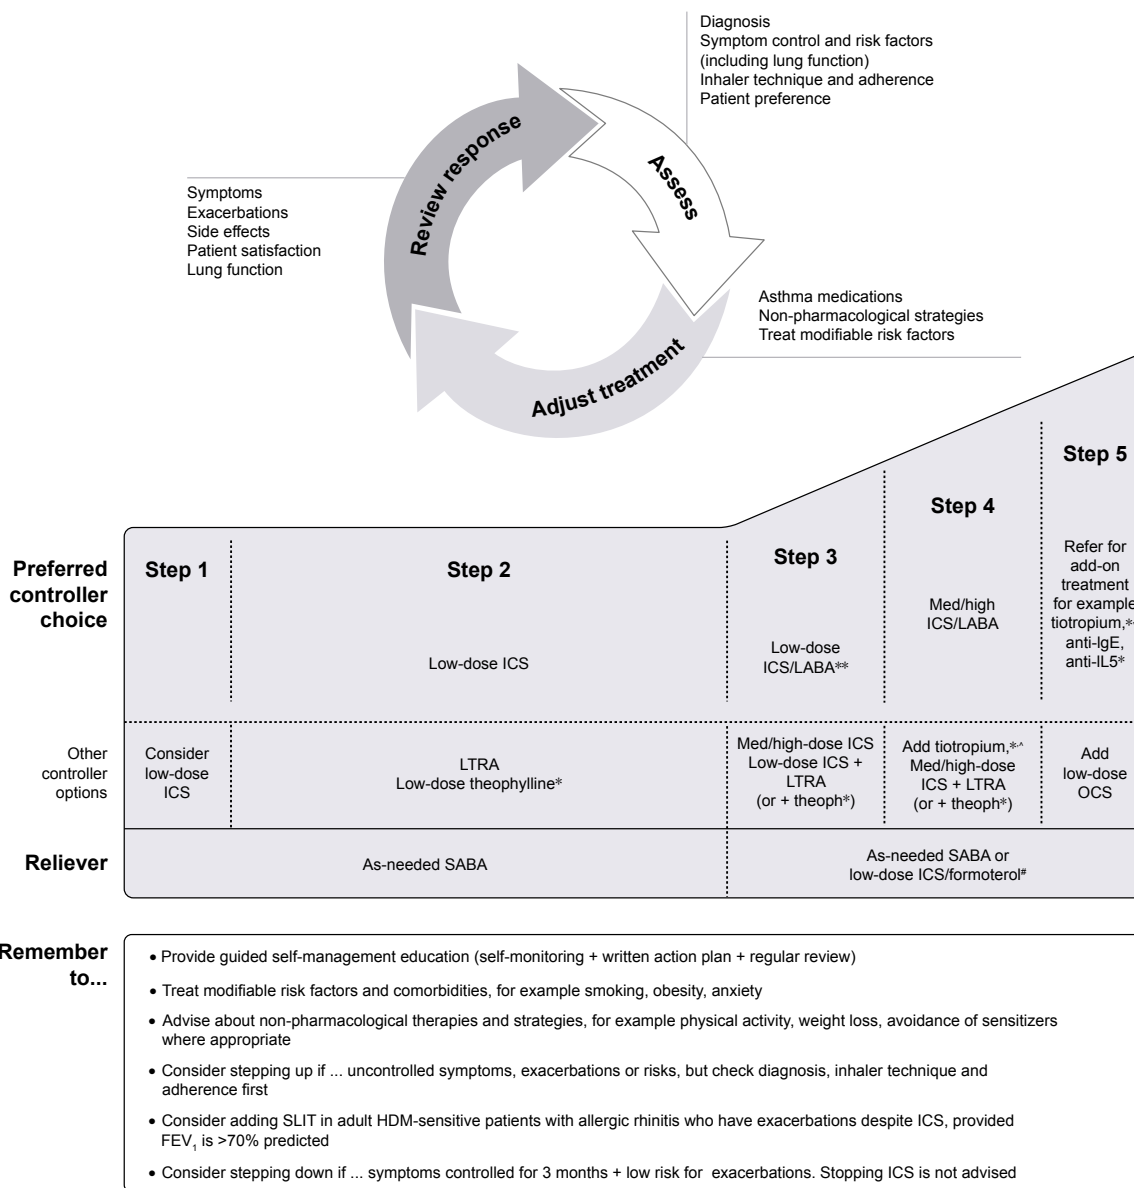 Diagnosis
Symptom control and risk factors
(including lung function)
Inhaler technique and adherence
Patient preference
Review response
Assess
Symptoms
Exacerbations
Side effects
Patient satisfaction
Lung function
Asthma medications
Non-pharmacological strategies
Treat modifiable risk factors
Adjust treatment
Preferred
controller
choice
Step 1
Step 2
Low-dose ICS
Step 3
Low-dose
ICS/LABA**
Step 4
Med/high
ICS/LABA
Step 5
Refer for
add-on
treatment
for example
tiotropium,*
anti-IgE,
anti-IL5*
Other
controller
options
Consider
low-dose
ICS
LTRA
Low-dose theophylline*
Med/high-dose ICS
Low-dose ICS +
LTRA
(or + theoph*)
Add tiotropium,*^
Med/high-dose
ICS + LTRA
(or + theoph*)
Add
low-dose
OCS
Reliever
As-needed SABA
As-needed SABA or
low-dose ICS/formoterol#
Remember
to...
• Provide guided self-management education (self-monitoring + written action plan + regular review)
• Treat modifiable risk factors and comorbidities, for example smoking, obesity, anxiety
• Advise about non-pharmacological therapies and strategies, for example physical activity, weight loss, avoidance of sensitizers
where appropriate
• Consider stepping up if ... uncontrolled symptoms, exacerbations or risks, but check diagnosis, inhaler technique and
adherence first
• Consider adding SLIT in adult HDM-sensitive patients with allergic rhinitis who have exacerbations despite ICS, provided
FEV₁ is >70% predicted
• Consider stepping down if ... symptoms controlled for 3 months + low risk for exacerbations. Stopping ICS is not advised